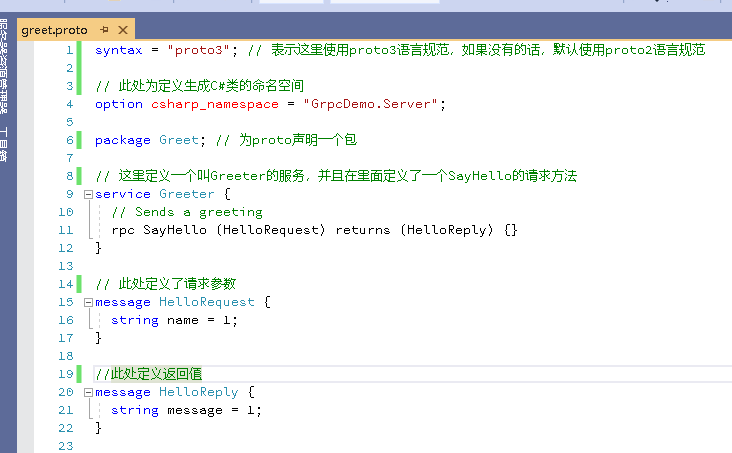 greet.proto
服务器资源管理器
工具箱
1 syntax = "proto3"; // 表示这里使用proto3语言规范，如果没有的话，默认使用proto2语言规范
2
3 // 此处为定义生成C#类的命名空间
4 option csharp_namespace = "GrpcDemo.Server";
5
6 package Greet; // 为proto声明一个包
7
8 // 这里定义一个叫Greeter的服务，并且在里面定义了一个SayHello的请求方法
9 service Greeter {
10 // Sends a greeting
11 rpc SayHello (HelloRequest) returns (HelloReply) {}
12 }
13
14 // 此处定义了请求参数
15 message HelloRequest {
16 string name = 1;
17 }
18
19 //此处定义返回值
20 message HelloReply {
21 string message = 1;
22 }
23